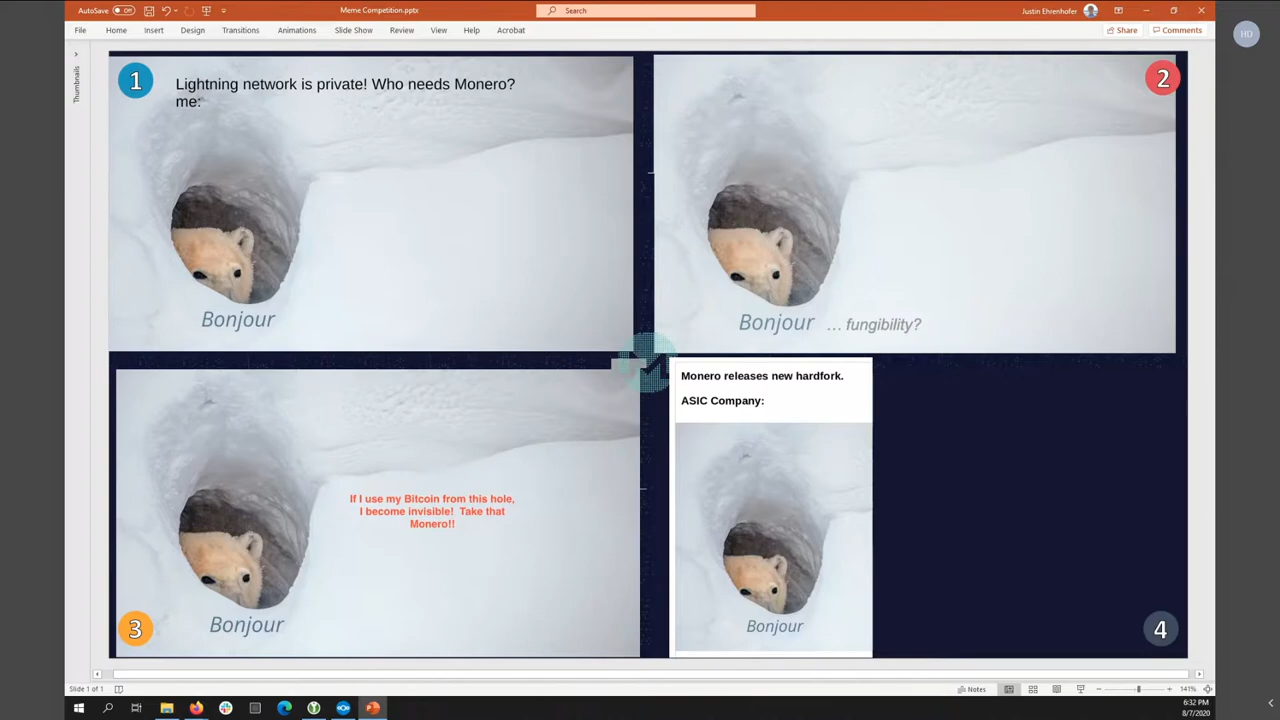 AutoSave
Off
Meme Competition.pptx
Search
Justin Ehrenhofer
HD
File
Home
Insert
Design
Transitions
Animations
Slide Show
Review
View
Help
Acrobat
Share
Comments
Thumbnails
1
Lightning network is private! Who needs Monero?
me:
Bonjour
2
Bonjour ... fungibility?
If I use my Bitcoin from this hole,
I become invisible! Take that
Monero!!
3
Bonjour
Monero releases new hardfork.
ASIC Company:
Bonjour
4
Slide 1 of 1
Notes
141%
6:32 PM
8/7/2020